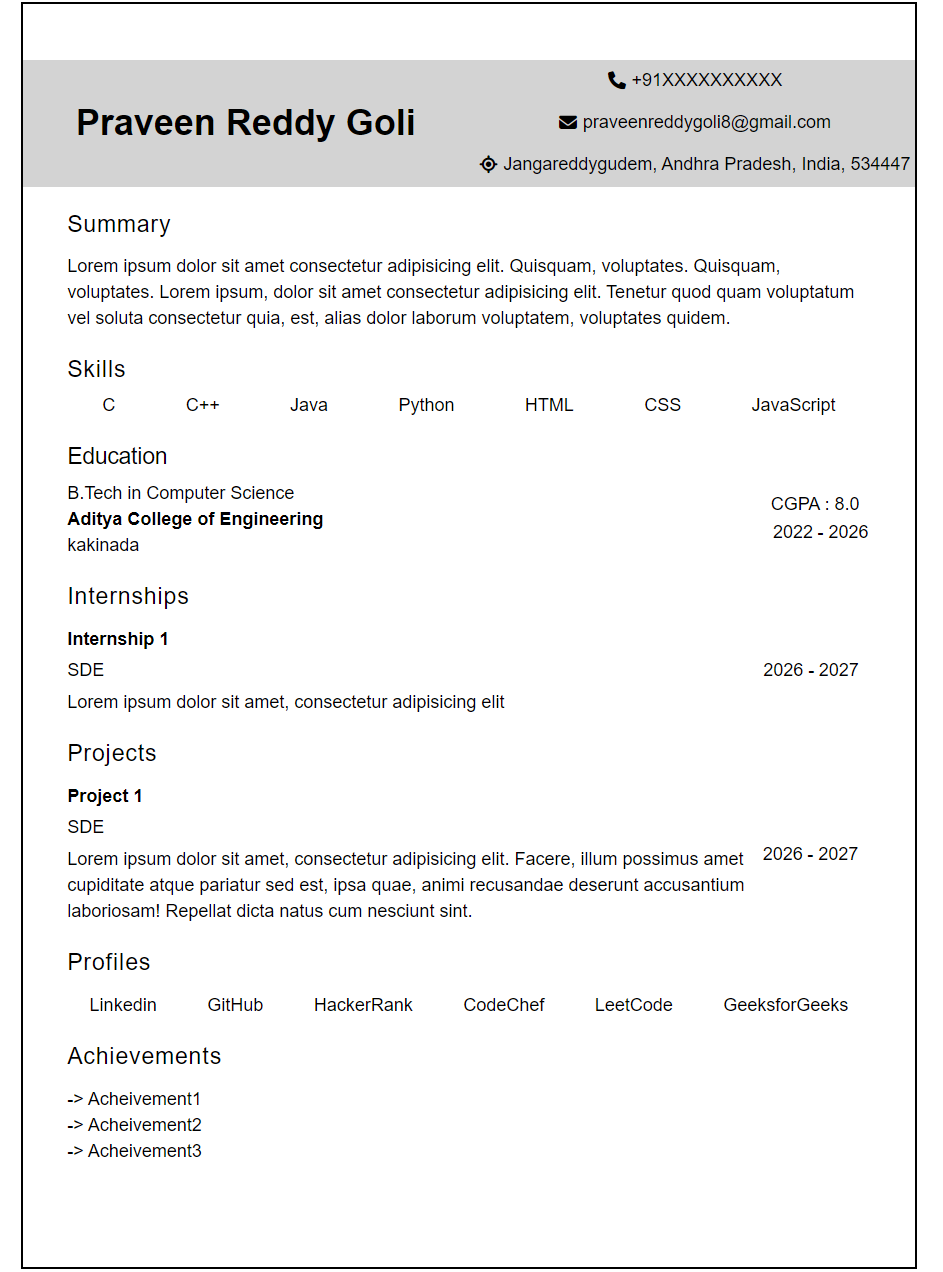 Praveen Reddy Goli
+91XXXXXXXXXX
praveenreddygoli8@gmail.com
Jangareddygudem, Andhra Pradesh, India, 534447
Summary
Lorem ipsum dolor sit amet consectetur adipisicing elit. Quisquam, voluptates. Quisquam,
voluptates. Lorem ipsum, dolor sit amet consectetur adipisicing elit. Tenetur quod quam voluptatum
vel soluta consectetur quia, est, alias dolor laborum voluptatem, voluptates quidem.
Skills
C C++ Java Python HTML CSS JavaScript
Education
B.Tech in Computer Science
Aditya College of Engineering
kakinada
CGPA : 8.0
2022 - 2026
Internships
Internship 1
SDE
2026 - 2027
Lorem ipsum dolor sit amet, consectetur adipisicing elit
Projects
Project 1
SDE
Lorem ipsum dolor sit amet, consectetur adipisicing elit. Facere, illum possimus amet
cupiditate atque pariatur sed est, ipsa quae, animi recusandae deserunt accusantium
laboriosam! Repellat dicta natus cum nesciunt sint.
2026 - 2027
Profiles
Linkedin GitHub HackerRank CodeChef LeetCode GeeksforGeeks
Achievements
-> Acheivement1
-> Acheivement2
-> Acheivement3